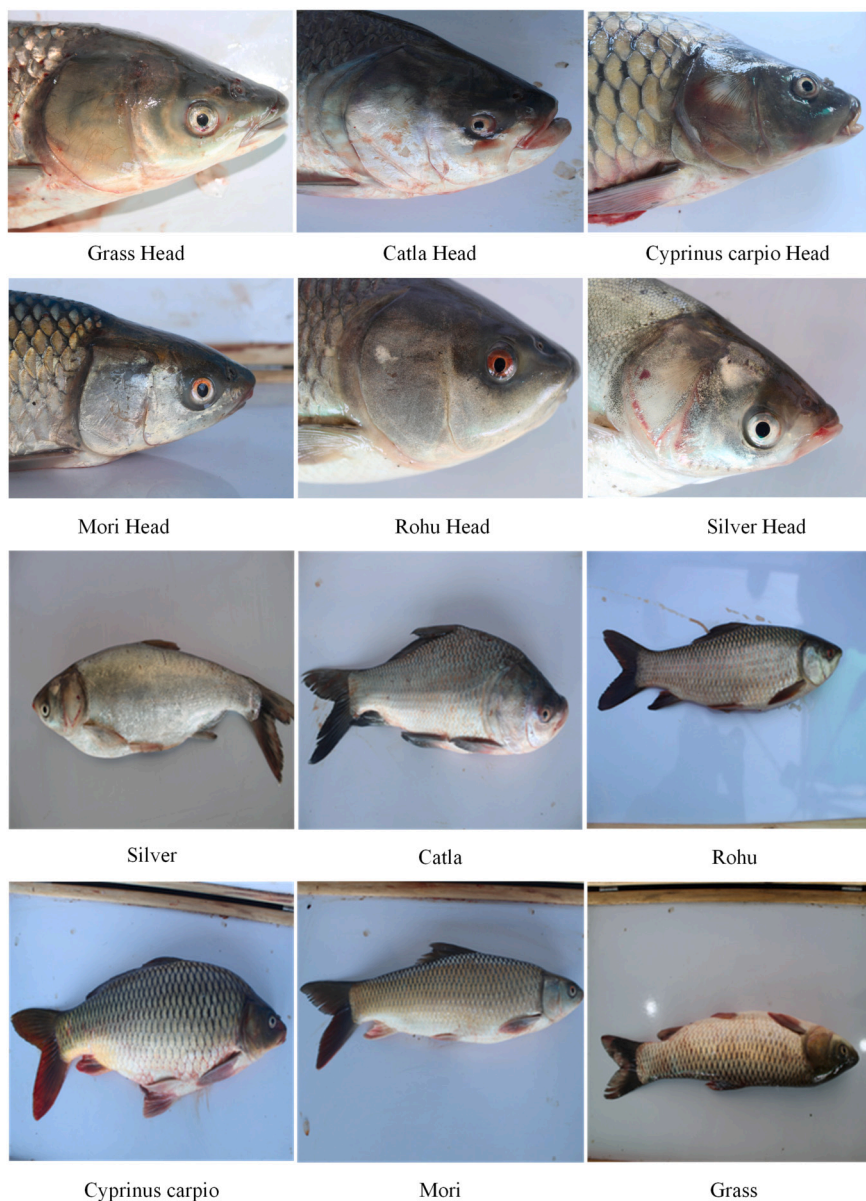 Grass Head
Catla Head
Cyprinus carpio Head
Mori Head
Rohu Head
Silver Head
Silver
Catla
Rohu
Cyprinus carpio
Mori
Grass